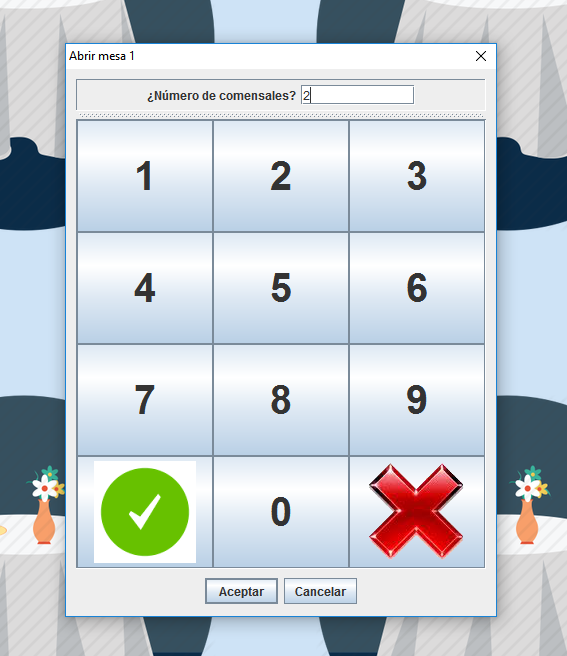 Abrir mesa 1
¿Número de comensales? 2
1 2 3
4 5 6
7 8 9
0
Aceptar Cancelar